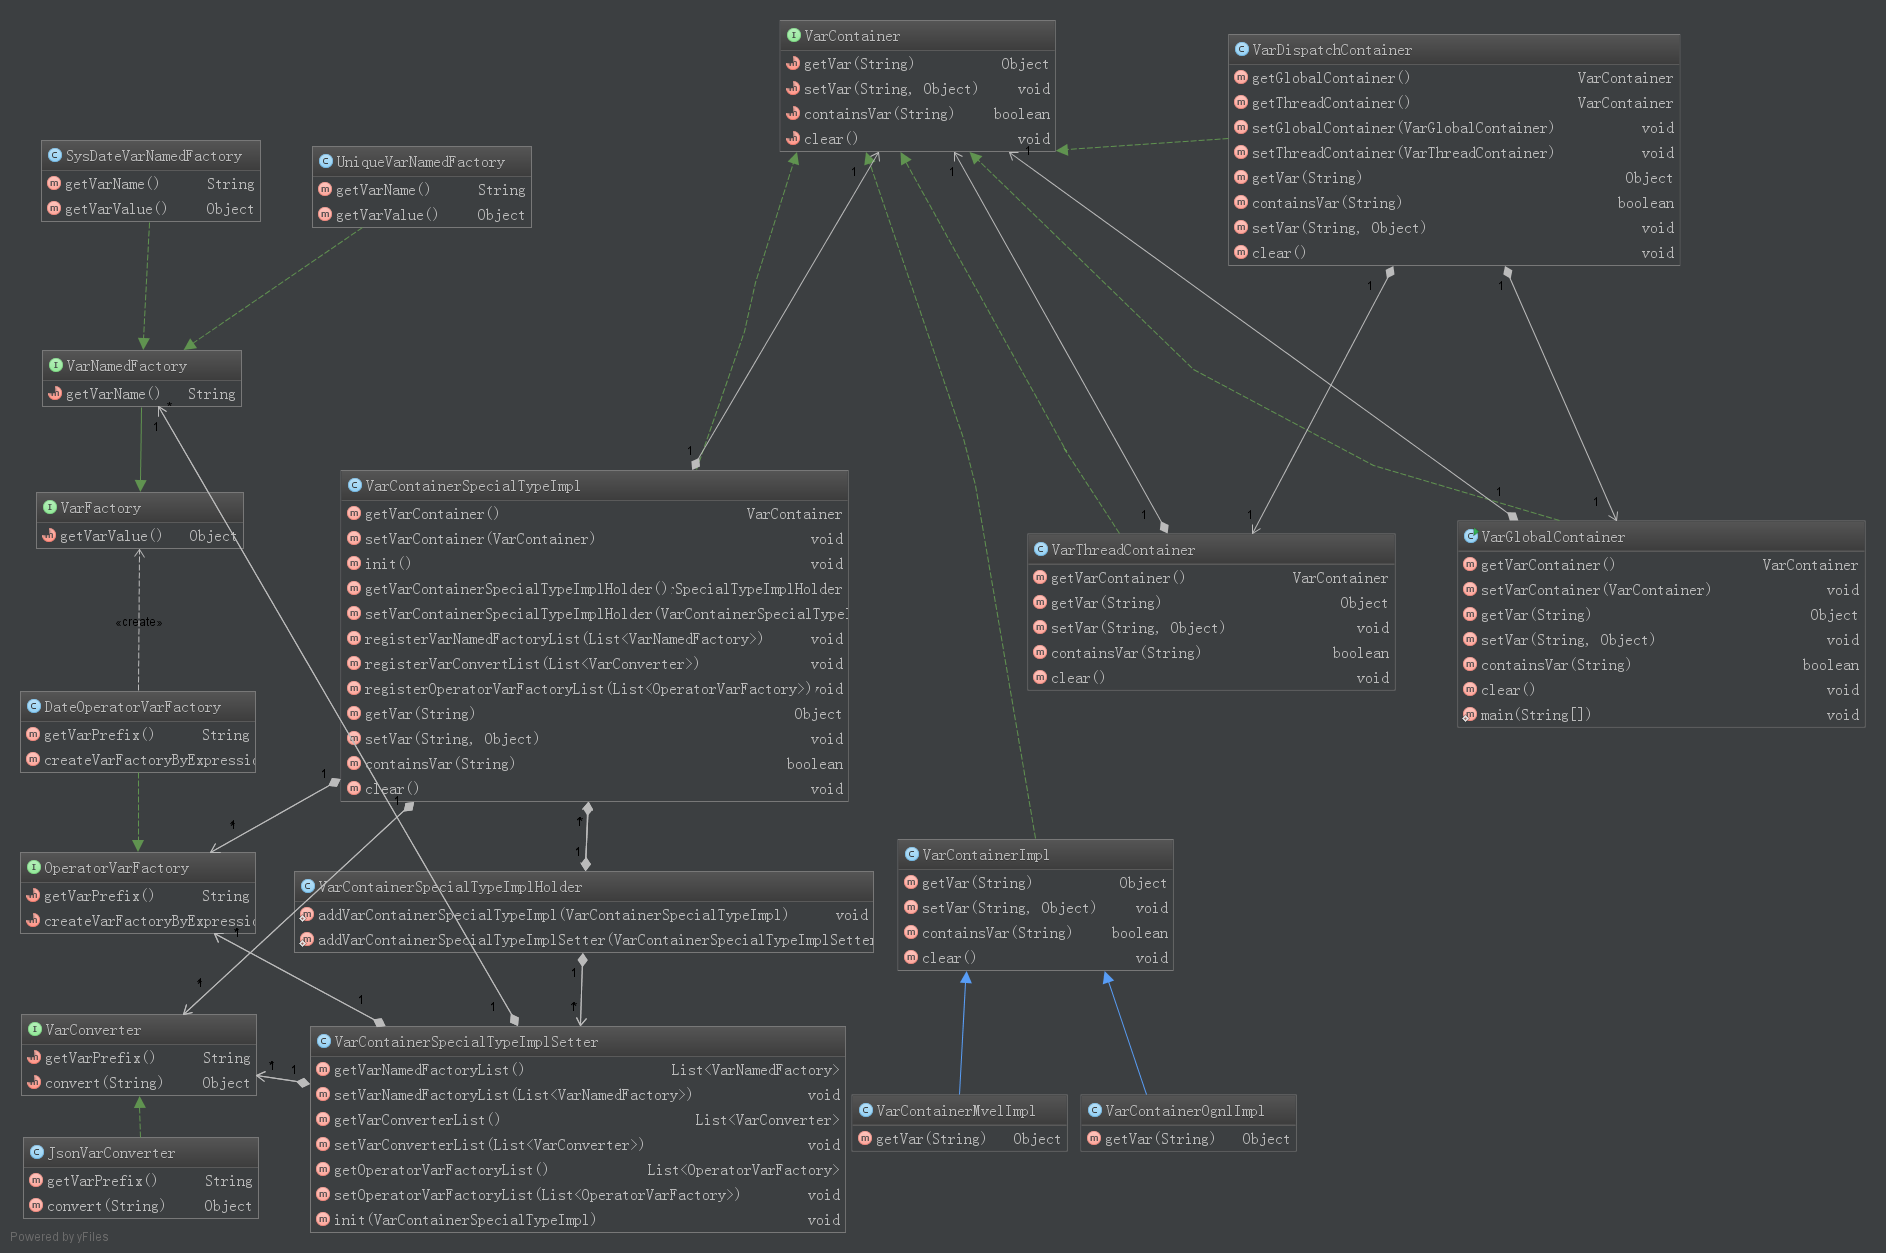 VarContainer
getVar(String) Object
setVar(String, Object) void
containsVar(String) boolean
clear() void
VarDispatchContainer
getGlobalContainer() VarContainer
getThreadContainer() VarContainer
setGlobalContainer(VarGlobalContainer) void
setThreadContainer(VarThreadContainer) void
getVar(String) Object
containsVar(String) boolean
setVar(String, Object) void
clear() void
SysDateVarNamedFactory
getVarName() String
getVarValue() Object
UniqueVarNamedFactory
getVarName() String
getVarValue() Object
VarNamedFactory
getVarName() String
VarFactory
getVarValue() Object
«create»
DateOperatorVarFactory
getVarPrefix() String
createVarFactoryByExpressio
OperatorVarFactory
getVarPrefix() String
createVarFactoryByExpressio
VarConverter
getVarPrefix() String
convert(String) Object
JsonVarConverter
getVarPrefix() String
convert(String) Object
VarContainerSpecialTypeImpl
getVarContainer() VarContainer
setVarContainer(VarContainer) void
init() void
getVarContainerSpecialTypeImplHolder() SpecialTypeImplHolder
setVarContainerSpecialTypeImplHolder(VarContainerSpecialTypeI
registerVarNamedFactoryList(List<VarNamedFactory>) void
registerVarConvertList(List<VarConverter>) void
registerOperatorVarFactoryList(List<OperatorVarFactory>) void
getVar(String) Object
setVar(String, Object) void
containsVar(String) boolean
clear() void
VarContainerSpecialTypeImplHolder
addVarContainerSpecialTypeImpl(VarContainerSpecialTypeImpl) void
addVarContainerSpecialTypeImplSetter(VarContainerSpecialTypeImplSetter
VarContainerSpecialTypeImplSetter
getVarNamedFactoryList() List<VarNamedFactory>
setVarNamedFactoryList(List<VarNamedFactory>) void
getVarConverterList() List<VarConverter>
setVarConverterList(List<VarConverter>) void
getOperatorVarFactoryList() List<OperatorVarFactory>
setOperatorVarFactoryList(List<OperatorVarFactory>) void
init(VarContainerSpecialTypeImpl) void
VarThreadContainer
getVarContainer() VarContainer
getVar(String) Object
setVar(String, Object) void
containsVar(String) boolean
clear() void
VarGlobalContainer
getVarContainer() VarContainer
setVarContainer(VarContainer) void
getVar(String) Object
setVar(String, Object) void
containsVar(String) boolean
clear() void
main(String[]) void
VarContainerImpl
getVar(String) Object
setVar(String, Object) void
containsVar(String) boolean
clear() void
VarContainerMvelImpl
getVar(String) Object
VarContainerOgnlImpl
getVar(String) Object
Powered by yFiles